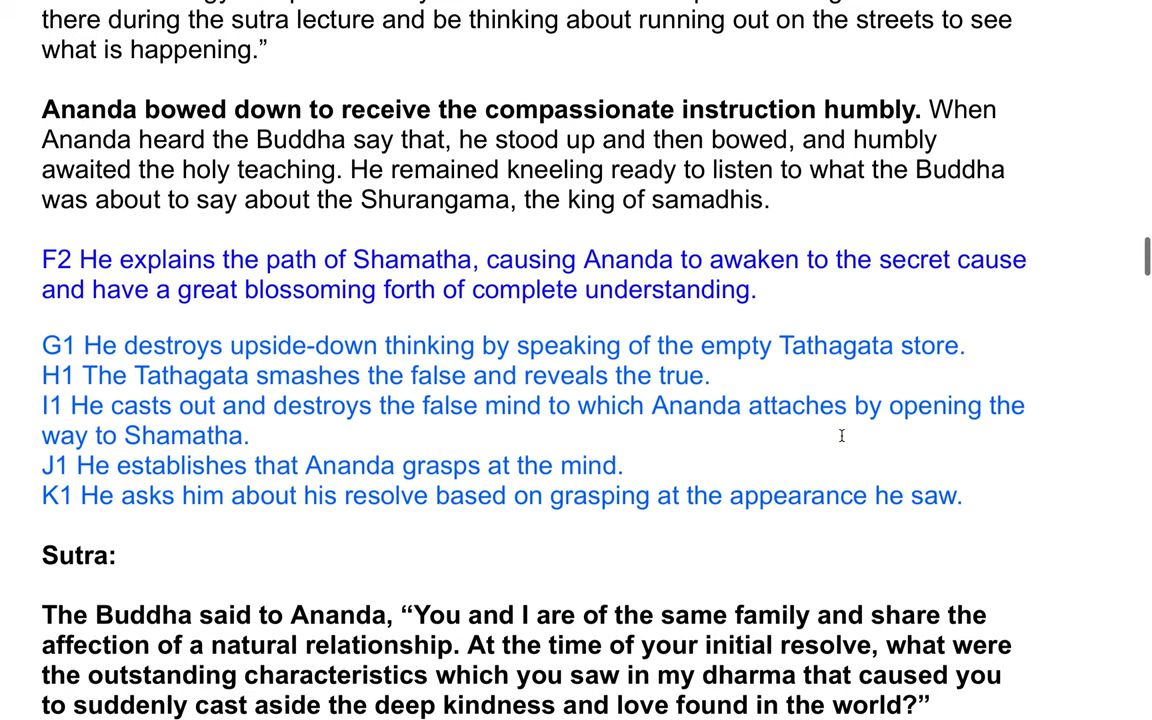 there during the sutra lecture and be thinking about running out on the streets to see
what is happening.”
Ananda bowed down to receive the compassionate instruction humbly. When
Ananda heard the Buddha say that, he stood up and then bowed, and humbly
awaited the holy teaching. He remained kneeling ready to listen to what the Buddha
was about to say about the Shurangama, the king of samadhis.
F2 He explains the path of Shamatha, causing Ananda to awaken to the secret cause
and have a great blossoming forth of complete understanding.
G1 He destroys upside-down thinking by speaking of the empty Tathagata store.
H1 The Tathagata smashes the false and reveals the true.
I1 He casts out and destroys the false mind to which Ananda attaches by opening the
way to Shamatha.
J1 He establishes that Ananda grasps at the mind.
K1 He asks him about his resolve based on grasping at the appearance he saw.
Sutra:
The Buddha said to Ananda, “You and I are of the same family and share the
affection of a natural relationship. At the time of your initial resolve, what were
the outstanding characteristics which you saw in my dharma that caused you
to suddenly cast aside the deep kindness and love found in the world?”